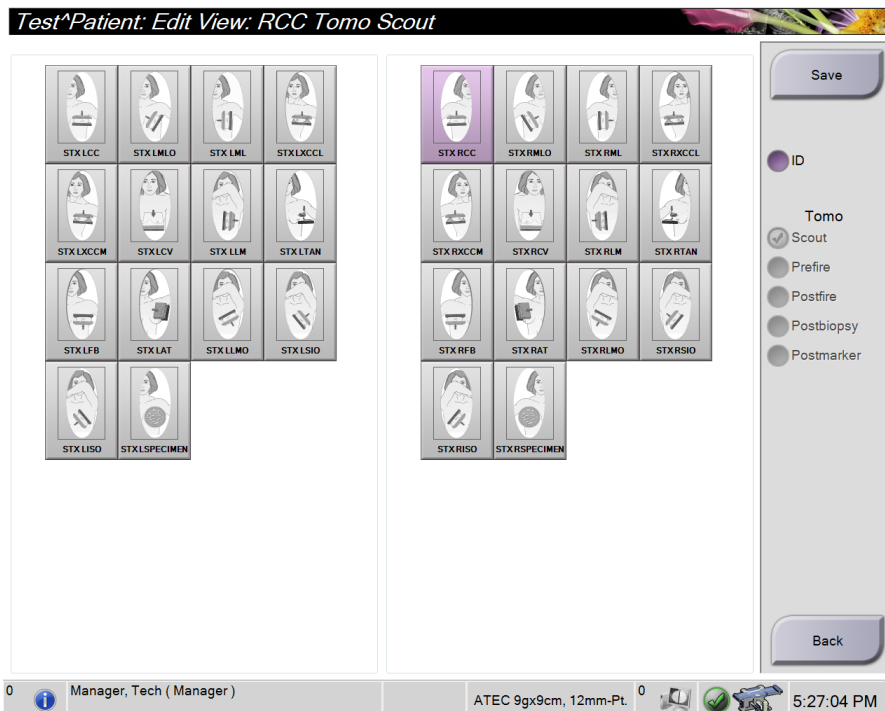 Test^Patient: Edit View: RCC Tomo Scout
STX LCC STX LMLO STX LML STX LXCCL
STX LXCCM STX LCV STX LLM STX LTAN
STX LFB STX LAT STX LLMO STX LSIO
STX LISO STX LSPECIMEN
STX RCC STX RMLO STX RML STX RXCCL
STX RXCCM STX RCV STX RLM STX RTAN
STX RFB STX RAT STX RLMO STX RSIO
STX RISO STX RSPECIMEN
Save
ID
Tomo
Scout
Prefire
Postfire
Postbiopsy
Postmarker
Back
0 i Manager, Tech ( Manager ) ATEC 9gx9cm, 12mm-Pt. 0 5:27:04 PM